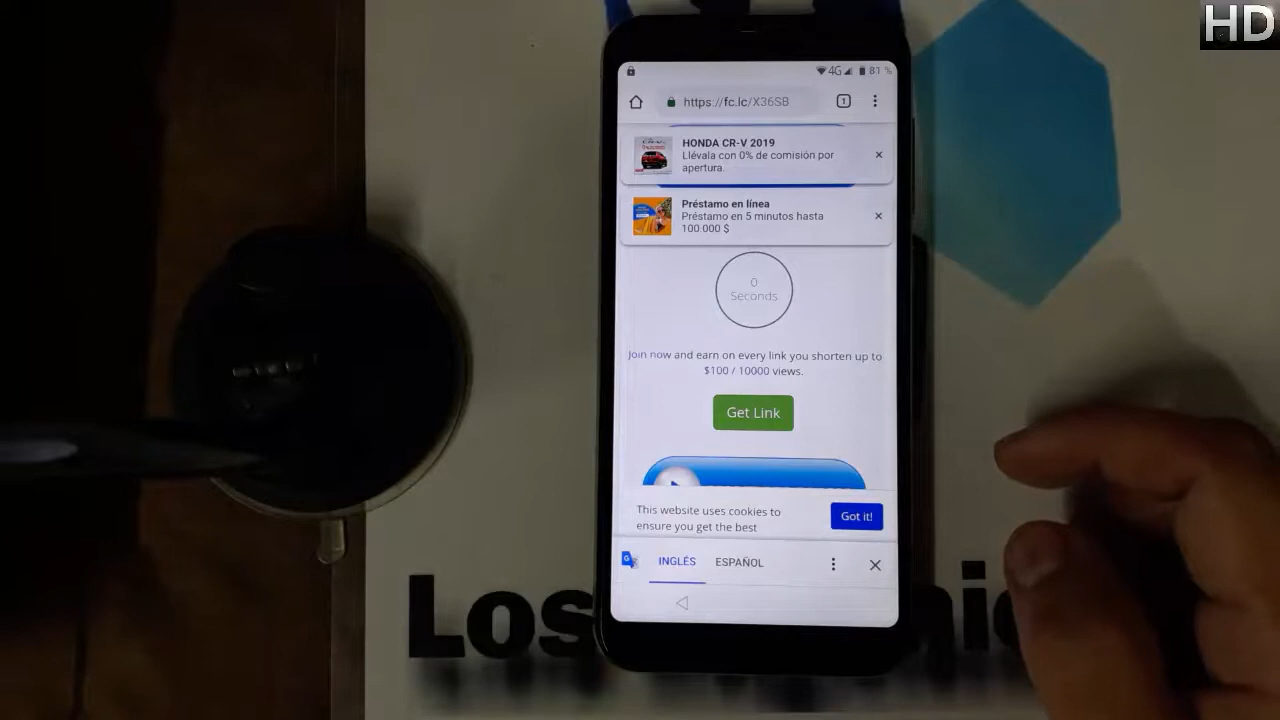 HD
4G 81 %
https://fc.lc/X36SB
1
HONDA CR-V 2019
Llévala con 0% de comisión por
apertura.
Préstamo en línea
Préstamo en 5 minutos hasta
100.000 $
0
Seconds
Join now and earn on every link you shorten up to
$100 / 10000 views.
Get Link
This website uses cookies to
ensure you get the best
Got it!
INGLÉS ESPAÑOL
Los